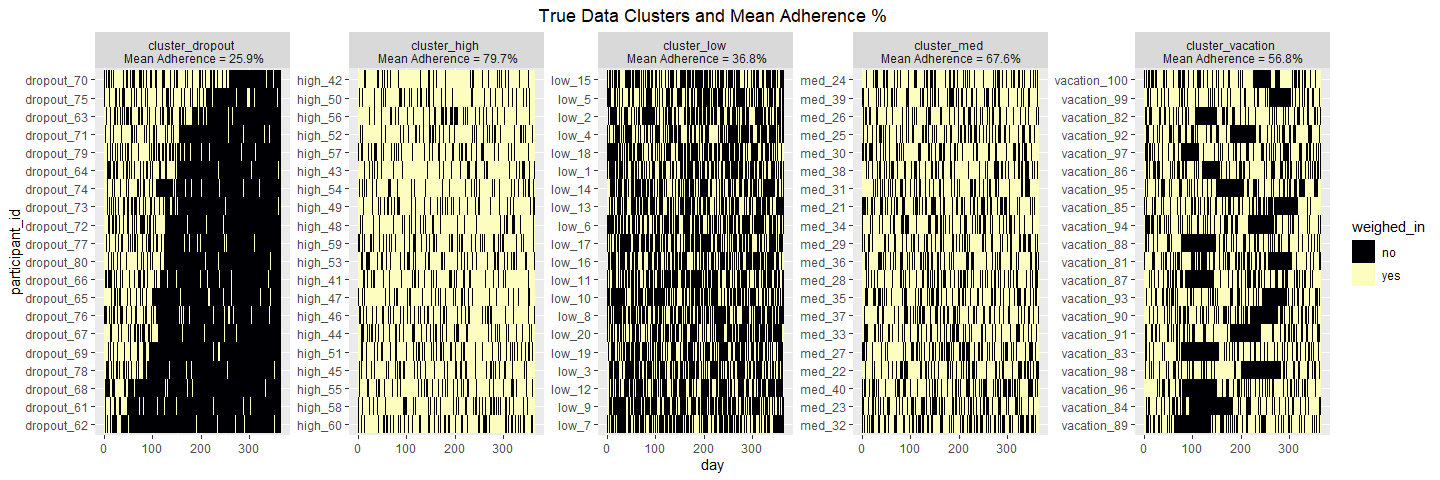 True Data Clusters and Mean Adherence %
cluster_dropout
Mean Adherence = 25.9%
cluster_high
Mean Adherence = 79.7%
cluster_low
Mean Adherence = 36.8%
cluster_med
Mean Adherence = 67.6%
cluster_vacation
Mean Adherence = 56.8%
participant_id
dropout_70
dropout_75
dropout_63
dropout_71
dropout_79
dropout_64
dropout_74
dropout_73
dropout_72
dropout_77
dropout_80
dropout_66
dropout_65
dropout_76
dropout_67
dropout_69
dropout_78
dropout_68
dropout_61
dropout_62
0 100 200 300
high_42
high_50
high_56
high_52
high_57
high_43
high_54
high_49
high_48
high_59
high_53
high_41
high_47
high_46
high_44
high_51
high_45
high_55
high_58
high_60
0 100 200 300
low_15
low_5
low_2
low_4
low_18
low_1
low_14
low_13
low_6
low_17
low_16
low_11
low_10
low_8
low_20
low_19
low_3
low_12
low_9
low_7
0 100 200 300
med_24
med_39
med_26
med_25
med_30
med_38
med_31
med_21
med_34
med_29
med_36
med_28
med_35
med_37
med_33
med_27
med_22
med_40
med_23
med_32
0 100 200 300
vacation_100
vacation_99
vacation_82
vacation_92
vacation_97
vacation_86
vacation_95
vacation_85
vacation_94
vacation_88
vacation_81
vacation_87
vacation_93
vacation_90
vacation_91
vacation_83
vacation_98
vacation_96
vacation_84
vacation_89
0 100 200 300
day
weighed_in
no
yes